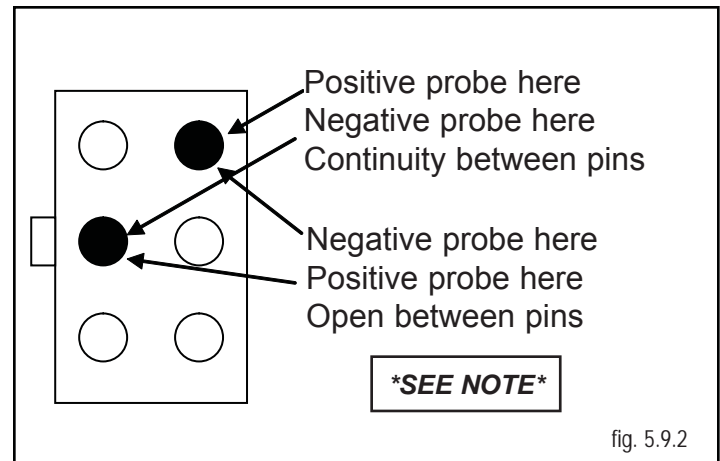 Positive probe here
Negative probe here
Continuity between pins
Negative probe here
Positive probe here
Open between pins
*SEE NOTE*
fig. 5.9.2